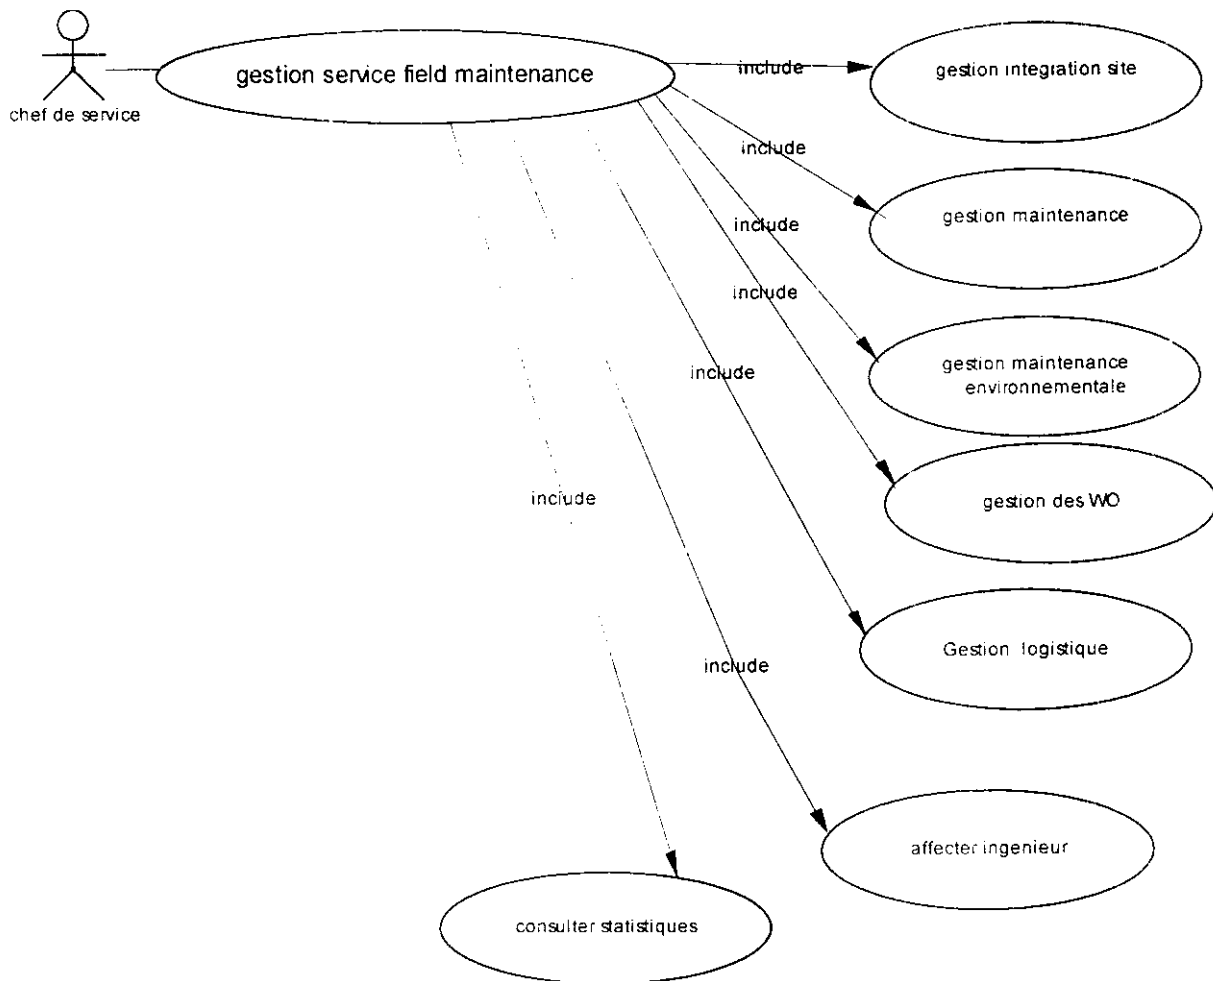 gestion service field maintenance
chef de service
include
gestion integration site
include
gestion maintenance
include
gestion maintenance
environnementale
include
gestion des WO
include
Gestion logistique
include
affecter ingenieur
include
consulter statistiques